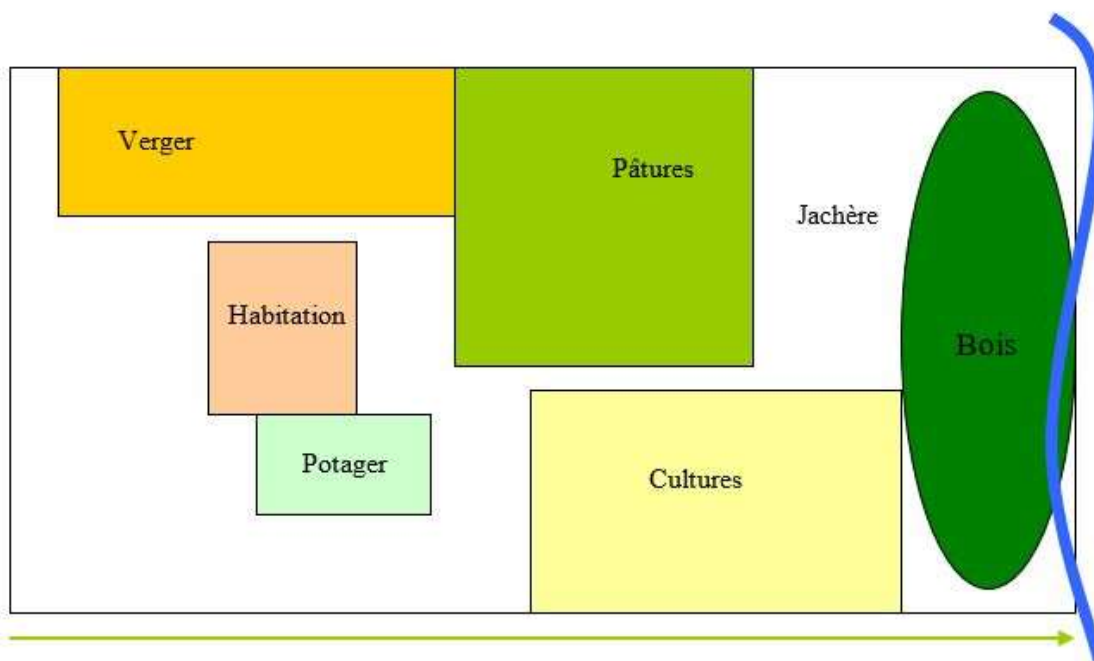 Verger
Pâtures
Jachère
Habitation
Bois
Potager
Cultures